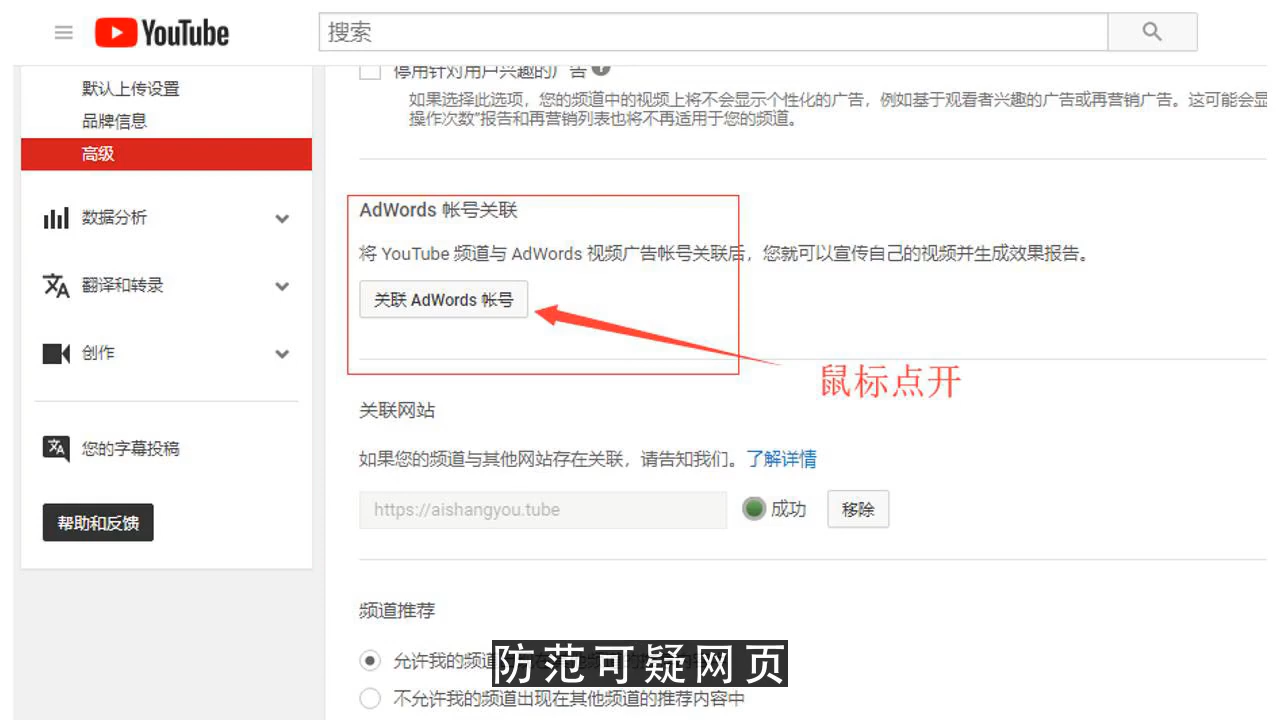 YouTube
搜索
默认上传设置
品牌信息
高级
数据分析
翻译和转录
创作
您的字幕投稿
帮助和反馈
停用针对用户兴趣的广告
如果选择此选项，您的频道中的视频上将不会显示个性化的广告，例如基于观看者兴趣的广告或再营销广告。这可能会显
操作次数”报告和再营销列表也将不再适用于您的频道。
AdWords 帐号关联
将 YouTube 频道与 AdWords 视频广告帐号关联后，您就可以宣传自己的视频并生成效果报告。
关联 AdWords 帐号
鼠标点开
关联网站
如果您的频道与其他网站存在关联，请告知我们。了解详情
https://aishangyou.tube
成功
移除
频道推荐
允许我的频道
防范可疑网页
不允许我的频道出现在其他频道的推荐内容中